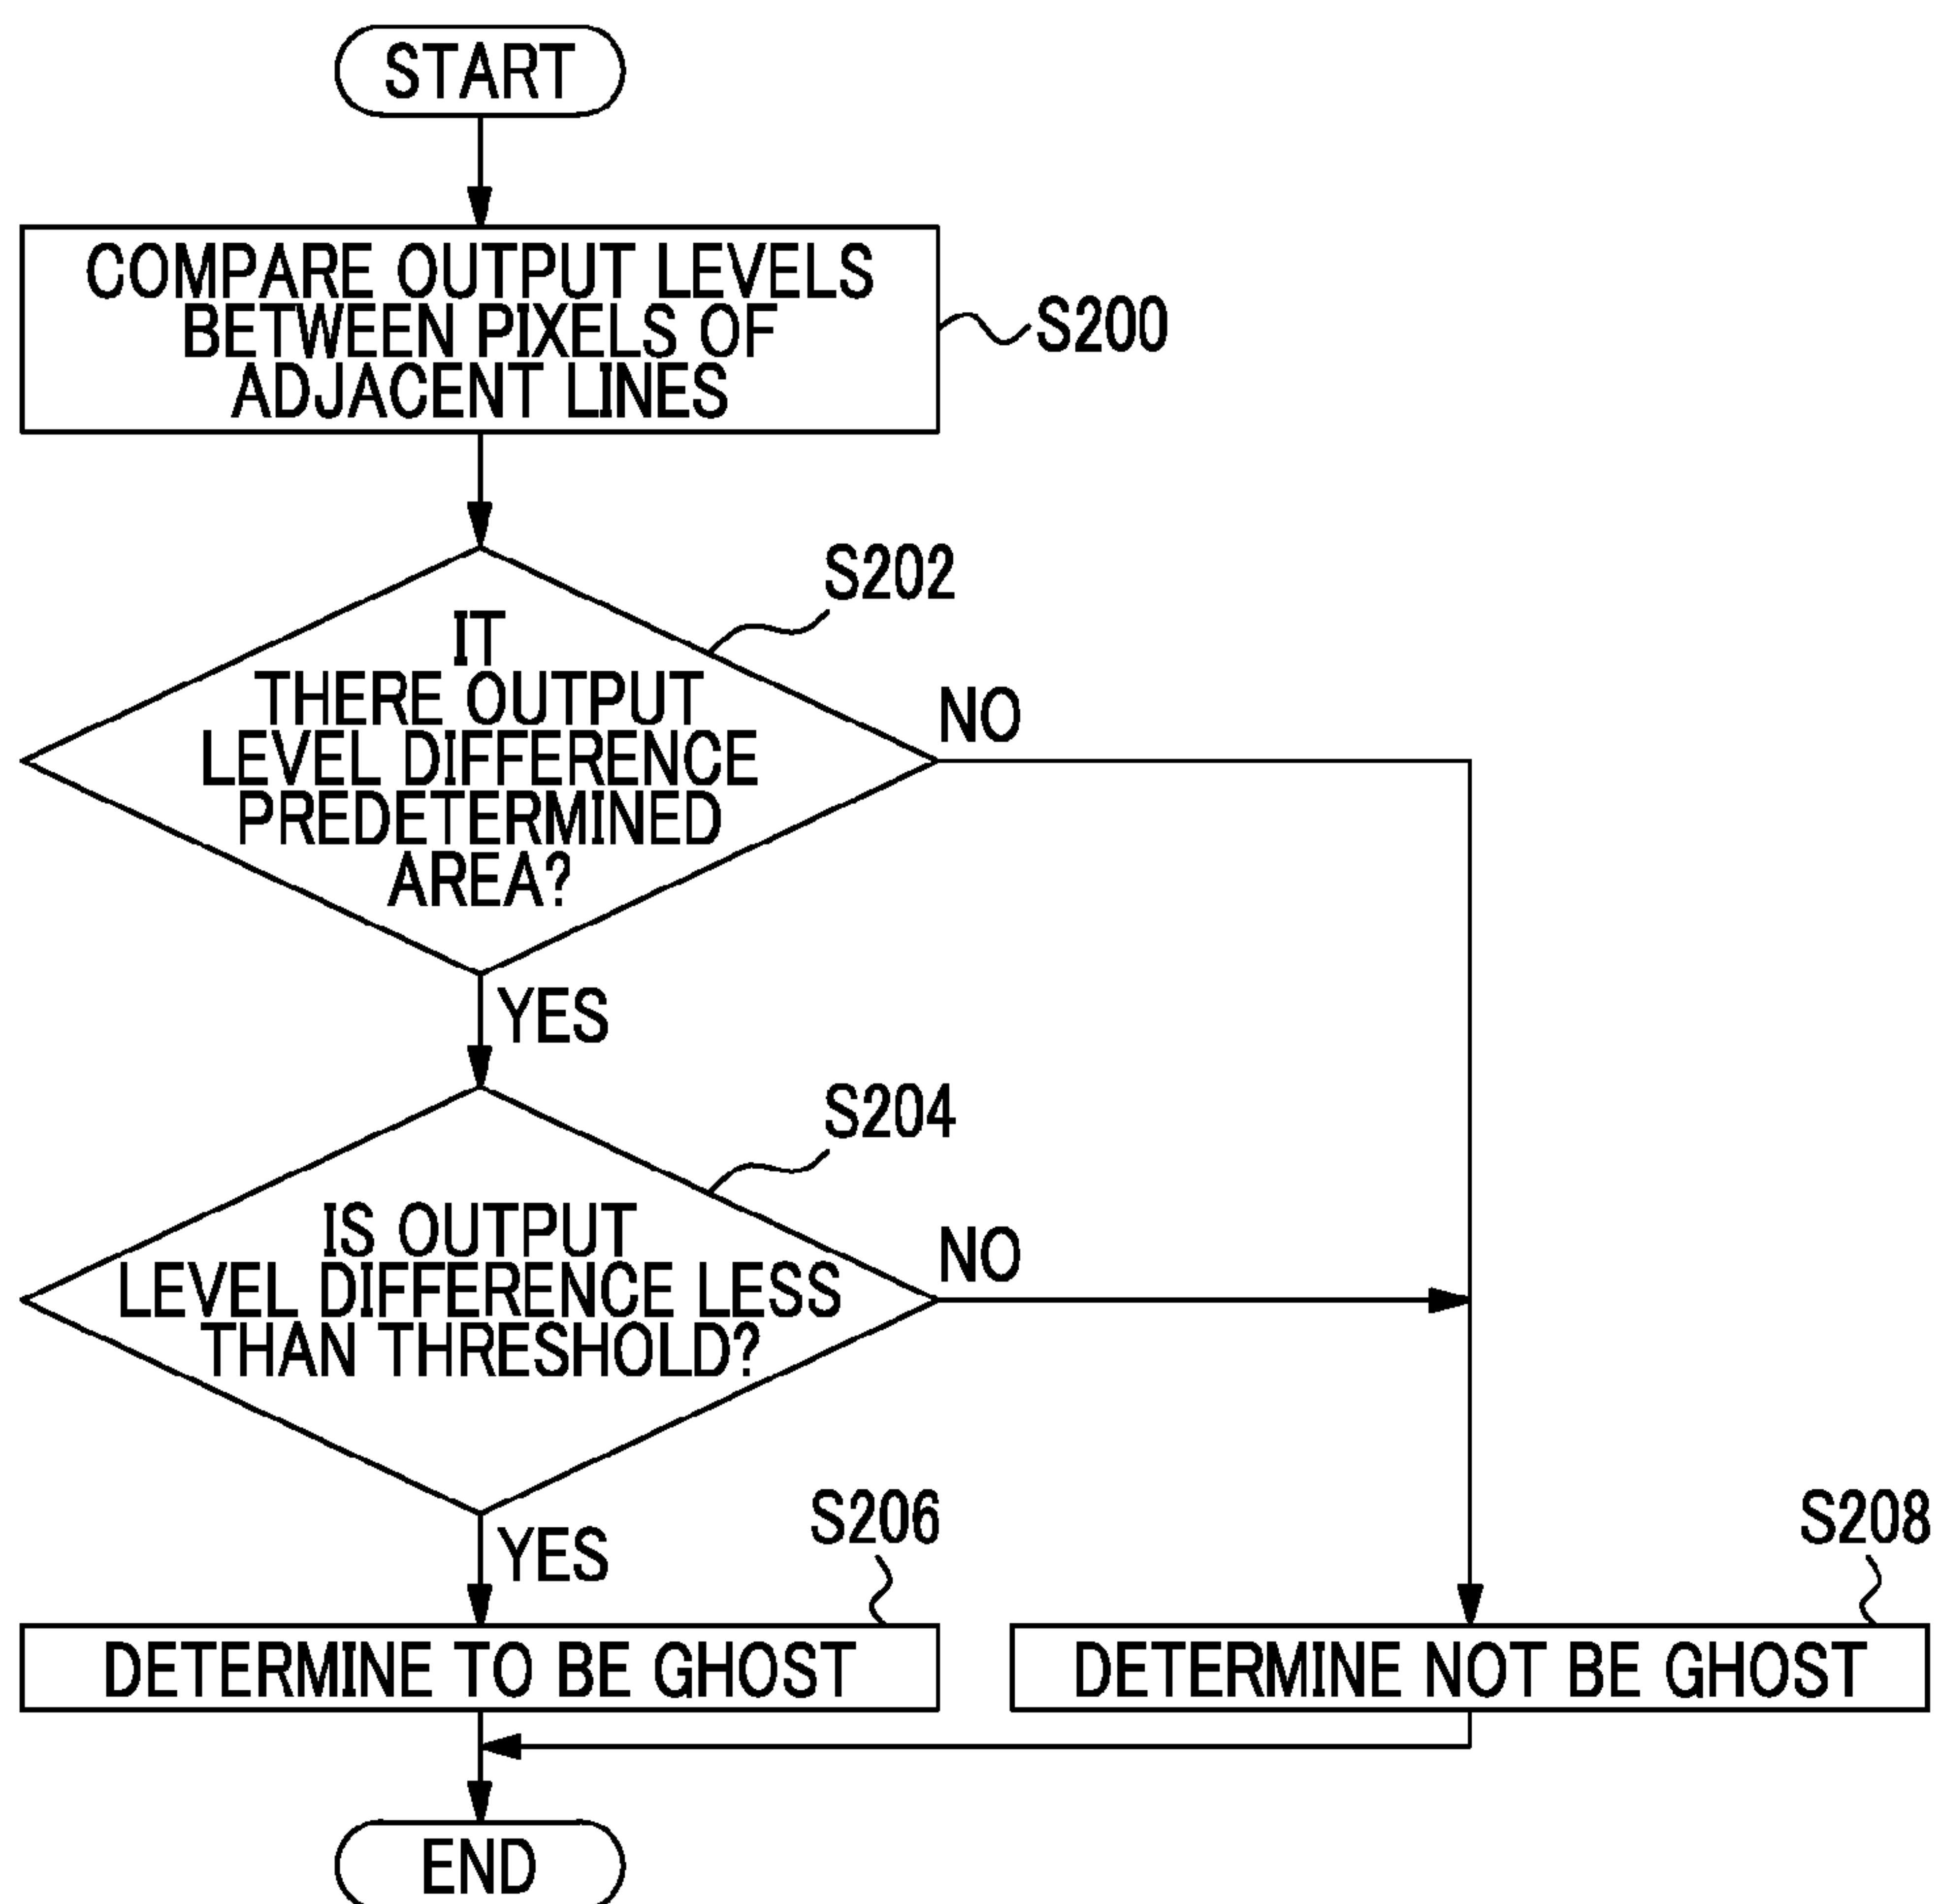 START
COMPARE OUTPUT LEVELS
BETWEEN PIXELS OF
ADJACENT LINES
S200
S202
IT
THERE OUTPUT
LEVEL DIFFERENCE
PREDETERMINED
AREA?
NO
YES
S204
IS OUTPUT
LEVEL DIFFERENCE LESS
THAN THRESHOLD?
NO
YES
S206
DETERMINE TO BE GHOST
S208
DETERMINE NOT BE GHOST
END